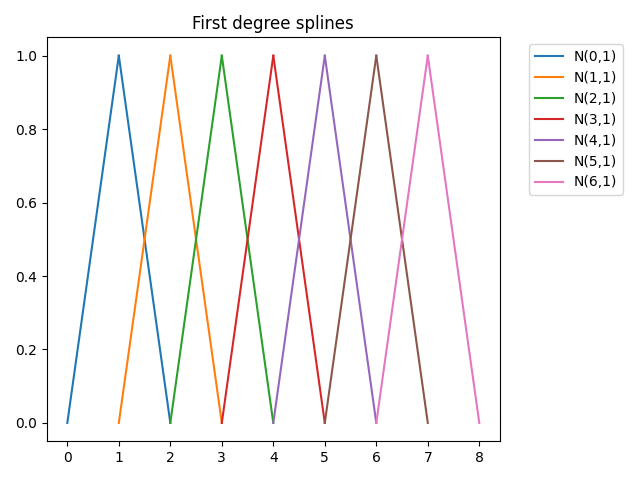 First degree splines
1.0
0.8
0.6
0.4
0.2
0.0
0 1 2 3 4 5 6 7 8
N(0,1)
N(1,1)
N(2,1)
N(3,1)
N(4,1)
N(5,1)
N(6,1)